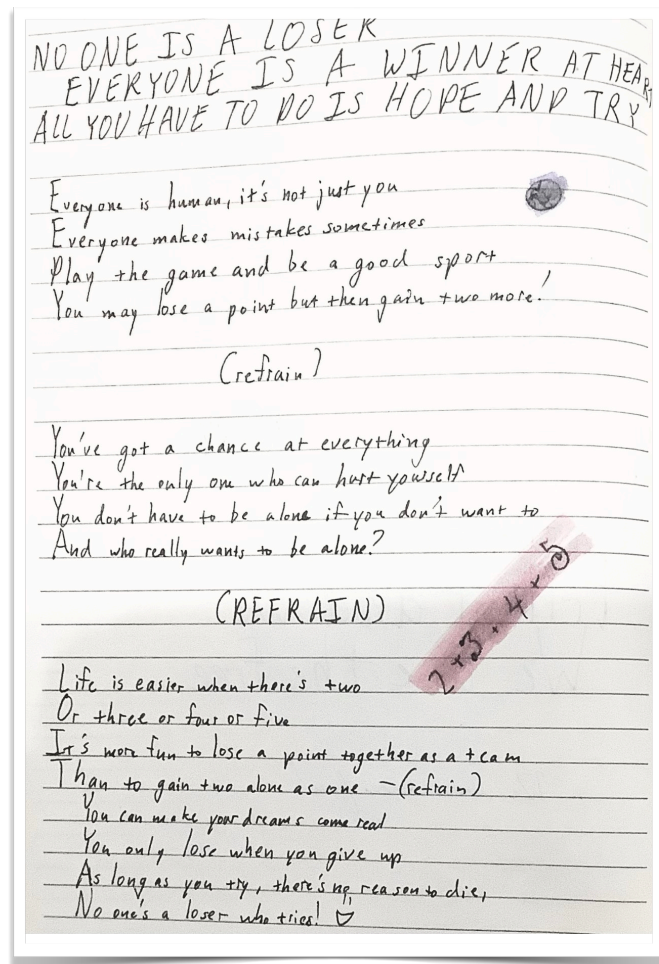 NO ONE IS A LOSER
EVERYONE IS A WINNER AT HEART
ALL YOU HAVE TO DO IS HOPE AND TRY
Everyone is human, it's not just you
Everyone makes mistakes sometimes
Play the game and be a good sport
You may lose a point but then gain two more!
(refrain)
You've got a chance at everything
You're the only one who can hurt yourself
You don't have to be alone if you don't want to
And who really wants to be alone?
2 + 3 + 4 + 5
(REFRAIN)
Life is easier when there's two
Or three or four or five
It's more fun to lose a point together as a team
Than to gain two alone as one - (refrain)
You can make your dreams come real
You only lose when you give up
As long as you try, there's no reason to die,
No one's a loser who tries!